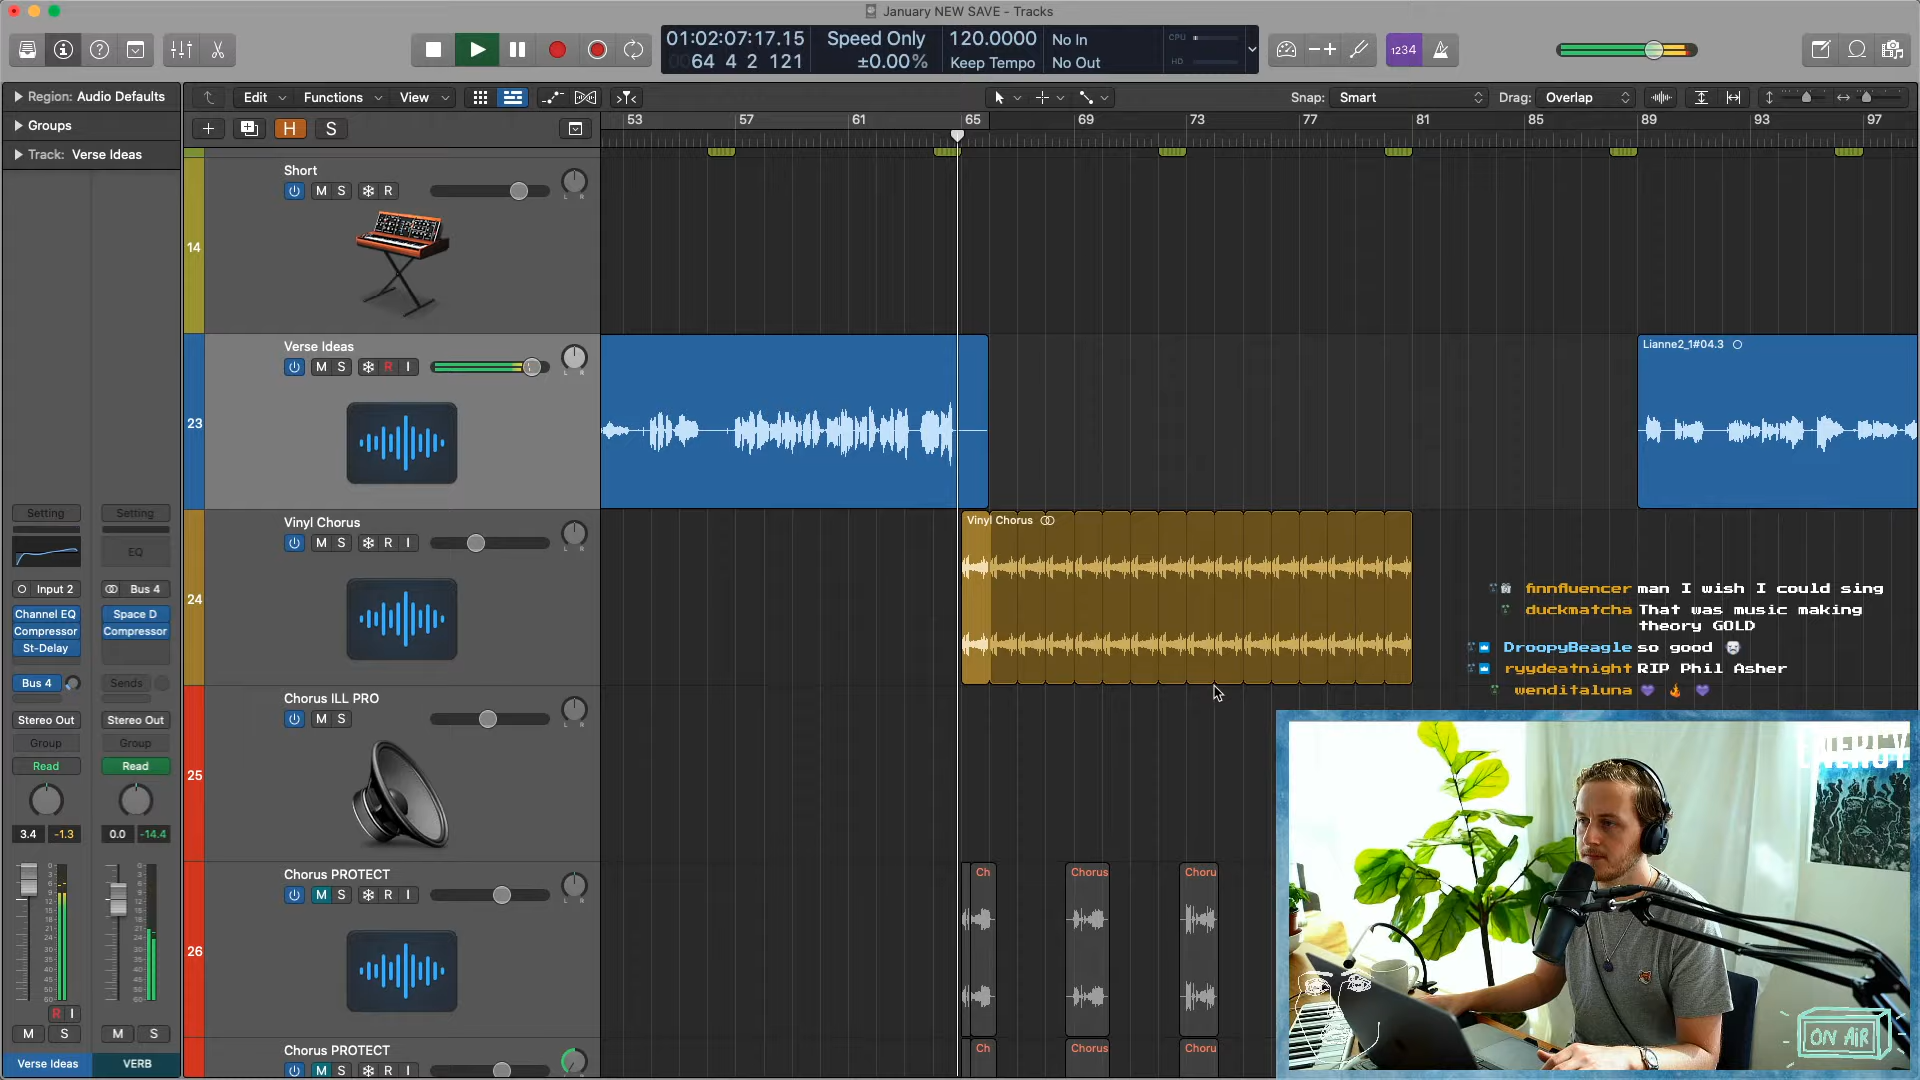 January NEW SAVE - Tracks
01:02:07:17.15
0064 4 2 121
Speed Only
±0.00%
120.0000
Keep Tempo
No In
No Out
CPU
HD
1234
Region: Audio Defaults
Groups
Track: Verse Ideas
Edit
Functions
View
Snap: Smart
Drag: Overlap
H
S
53
57
61
65
69
73
77
81
85
89
93
97
14
Short
M S R
L R
23
Verse Ideas
M S R I
L R
Lianne2_1#04.3
24
Vinyl Chorus
M S R I
L R
Vinyl Chorus
25
Chorus ILL PRO
M S
L R
26
Chorus PROTECT
M S R I
L R
Ch
Chorus
Choru
Chorus PROTECT
M S R I
Ch
Chorus
Choru
Setting
Setting
EQ
Input 2
Bus 4
Channel EQ
Space D
Compressor
Compressor
St-Delay
Bus 4
Sends
Stereo Out
Stereo Out
Group
Group
Read
Read
3.4
-1.3
0.0
-14.4
R I
M S
M S
Verse Ideas
VERB
finnfluencer man I wish I could sing
duckmatcha That was music making
theory GOLD
DroopyBeagle so good
ryydeatnight RIP Phil Asher
wenditaluna
ENERGY
ENERGY
ON AIR